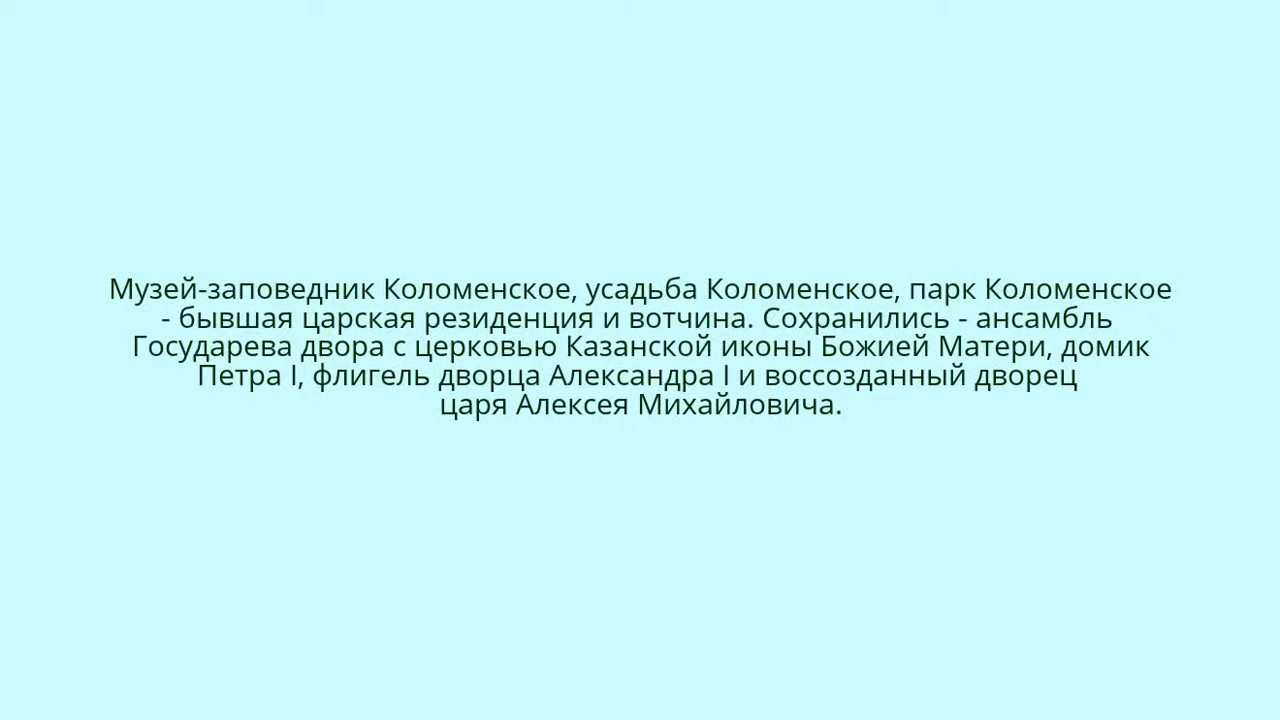 Музей-заповедник Коломенское, усадьба Коломенское, парк Коломенское
- бывшая царская резиденция и вотчина. Сохранились - ансамбль
Государева двора с церковью Казанской иконы Божией Матери, домик
Петра I, флигель дворца Александра I и воссозданный дворец
царя Алексея Михайловича.